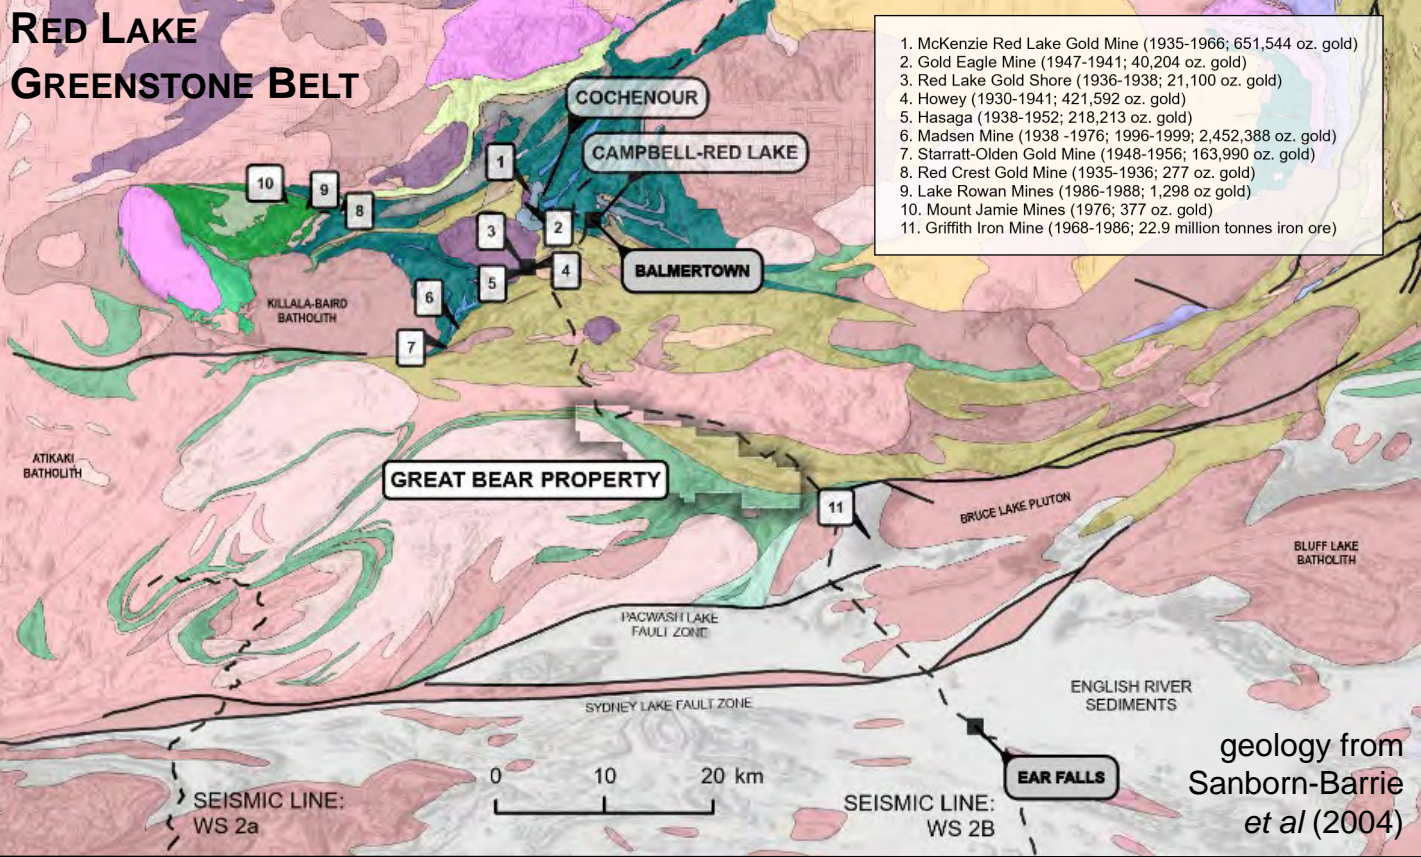 RED LAKE
GREENSTONE BELT
1. McKenzie Red Lake Gold Mine (1935-1966; 651,544 oz. gold)
2. Gold Eagle Mine (1947-1941; 40,204 oz. gold)
3. Red Lake Gold Shore (1936-1938; 21,100 oz. gold)
4. Howey (1930-1941; 421,592 oz. gold)
5. Hasaga (1938-1952; 218,213 oz. gold)
6. Madsen Mine (1938 -1976; 1996-1999; 2,452,388 oz. gold)
7. Starratt-Olden Gold Mine (1948-1956; 163,990 oz. gold)
8. Red Crest Gold Mine (1935-1936; 277 oz. gold)
9. Lake Rowan Mines (1986-1988; 1,298 oz gold)
10. Mount Jamie Mines (1976; 377 oz. gold)
11. Griffith Iron Mine (1968-1986; 22.9 million tonnes iron ore)
COCHENOUR
CAMPBELL-RED LAKE
1
10
9
8
2
3
BALMERTOWN
4
5
6
KILLALA-BAIRD
BATHOLITH
7
ATIKAKI
BATHOLITH
GREAT BEAR PROPERTY
11
BRUCE LAKE PLUTON
BLUFF LAKE
BATHOLITH
PACWASH LAKE
FAULT ZONE
SYDNEY LAKE FAULT ZONE
ENGLISH RIVER
SEDIMENTS
EAR FALLS
0 10 20 km
SEISMIC LINE:
WS 2a
SEISMIC LINE:
WS 2B
geology from
Sanborn-Barrie
et al (2004)